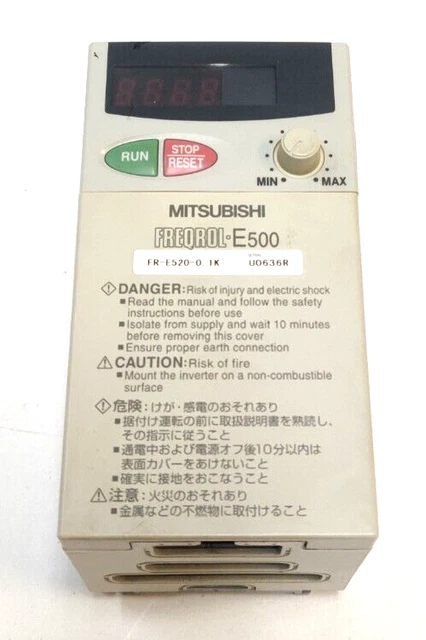 RUN
STOP
RESET
MIN
MAX
MITSUBISHI
FREQROL-E500
FR-E520-0.1K U0636R
DANGER:Risk of injury and electric shock
■Read the manual and follow the safety
instructions before use
■Isolate from supply and wait 10 minutes
before removing this cover
■Ensure proper earth connection
CAUTION:Risk of fire
■Mount the inverter on a non-combustible
surface
危険:けが・感電のおそれあり
■据付け運転の前に取扱説明書を熟読し、
その指示に従うこと
■通電中および電源オフ後10分以内は
表面カバーをあけないこと
■確実に接地をおこなうこと
注意:火災のおそれあり
■金属などの不燃物に取付けること